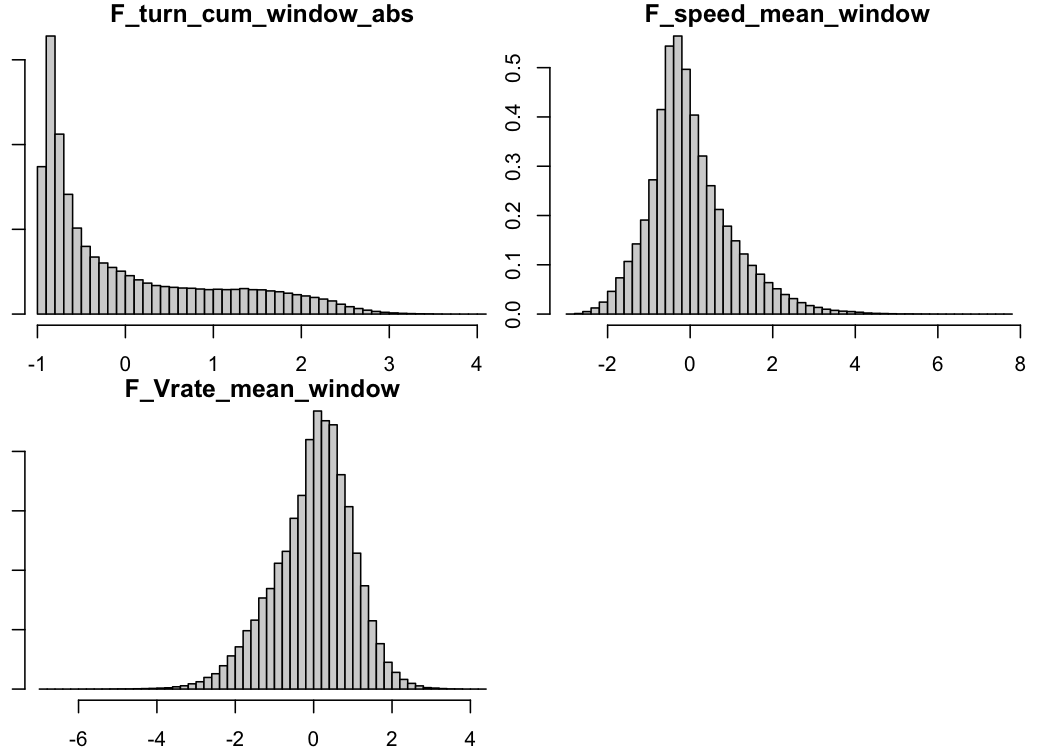 F_turn_cum_window_abs
-1 0 1 2 3 4
F_speed_mean_window
0.0 0.1 0.2 0.3 0.4 0.5
-2 0 2 4 6 8
F_Vrate_mean_window
-6 -4 -2 0 2 4